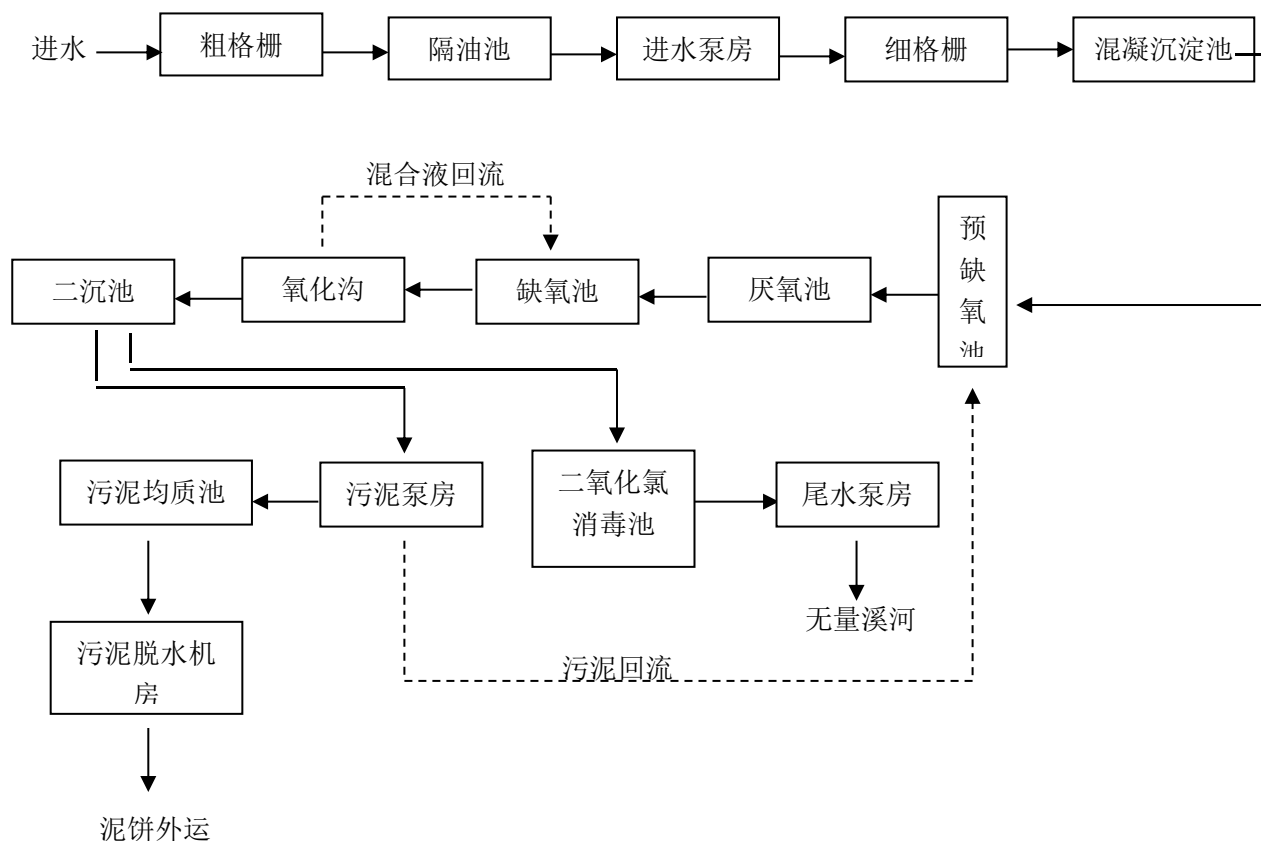 进水
粗格栅
隔油池
进水泵房
细格栅
混凝沉淀池
混合液回流
预
缺
氧
池
二沉池
氧化沟
缺氧池
厌氧池
污泥均质池
污泥泵房
二氧化氯
消毒池
尾水泵房
无量溪河
污泥脱水机
房
污泥回流
泥饼外运